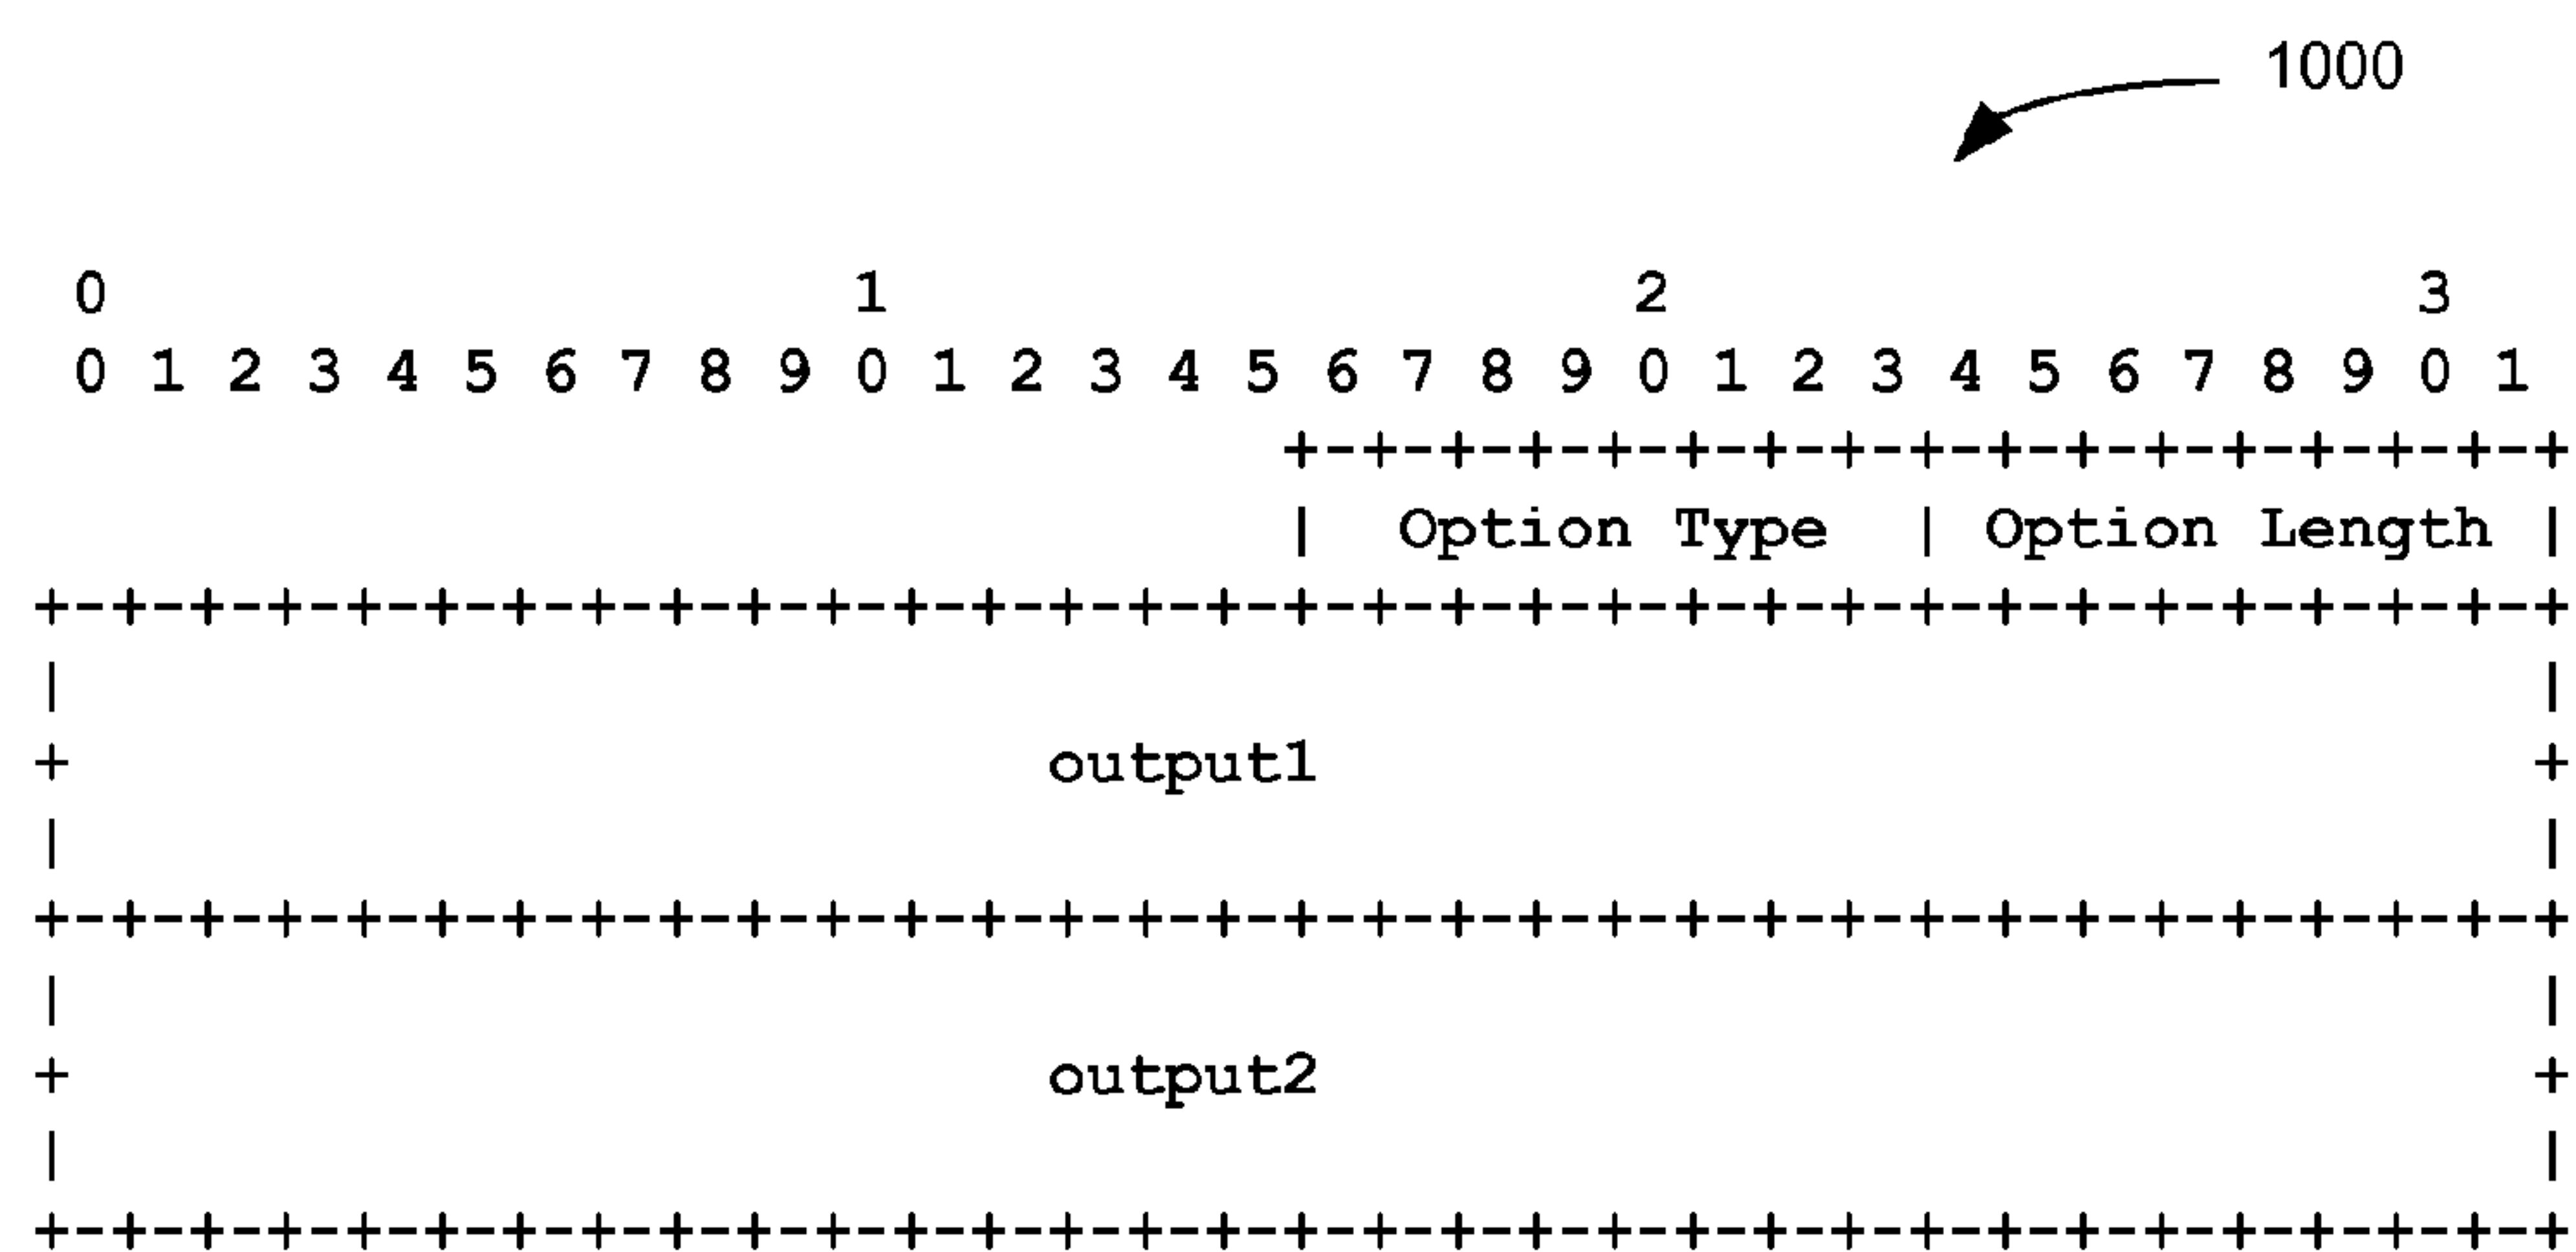 1000
0                   1                   2                   3
0 1 2 3 4 5 6 7 8 9 0 1 2 3 4 5 6 7 8 9 0 1 2 3 4 5 6 7 8 9 0 1
+-+-+-+-+-+-+-+-+-+-+-+-+-+-+-+-+
| Option Type | Option Length |
+-+-+-+-+-+-+-+-+-+-+-+-+-+-+-+-+-+-+-+-+-+-+-+-+-+-+-+-+-+-+-+-+
| |
+ output1 +
| |
+-+-+-+-+-+-+-+-+-+-+-+-+-+-+-+-+-+-+-+-+-+-+-+-+-+-+-+-+-+-+-+-+
| |
+ output2 +
| |
+-+-+-+-+-+-+-+-+-+-+-+-+-+-+-+-+-+-+-+-+-+-+-+-+-+-+-+-+-+-+-+-+